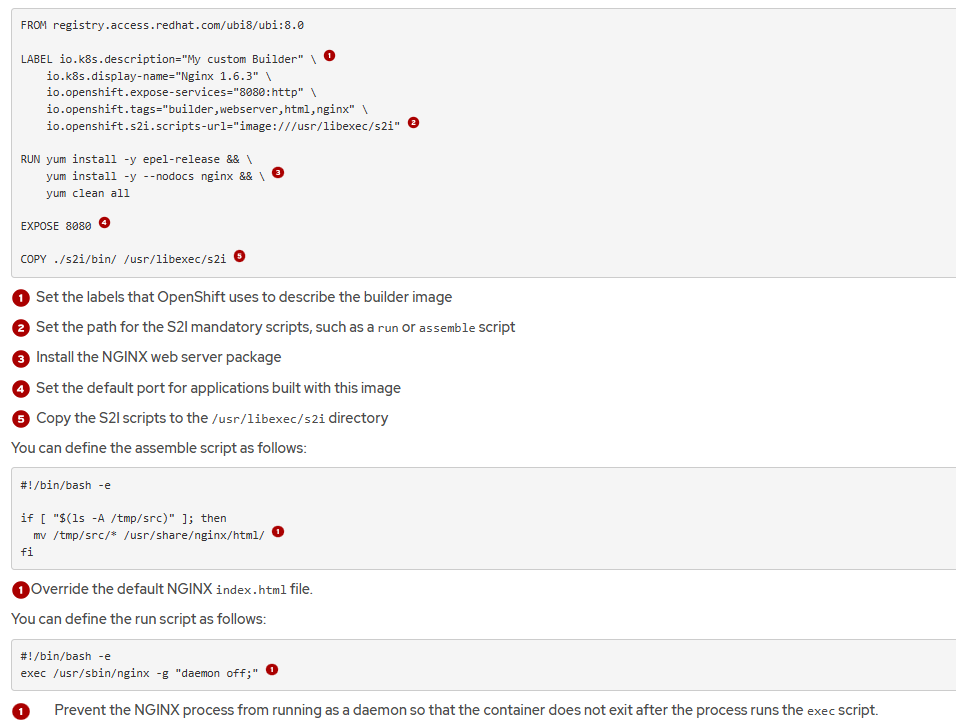 FROM registry.access.redhat.com/ubi8/ubi:8.0
LABEL io.k8s.description="My custom Builder" \ 1
io.k8s.display-name="Nginx 1.6.3" \
io.openshift.expose-services="8080:http" \
io.openshift.tags="builder,webserver,html,nginx" \
io.openshift.s2i.scripts-url="image:///usr/libexec/s2i" 2
RUN yum install -y epel-release && \
yum install -y --nodocs nginx && \ 3
yum clean all
EXPOSE 8080 4
COPY ./s2i/bin/ /usr/libexec/s2i 5
1 Set the labels that OpenShift uses to describe the builder image
2 Set the path for the S2I mandatory scripts, such as a run or assemble script
3 Install the NGINX web server package
4 Set the default port for applications built with this image
5 Copy the S2I scripts to the /usr/libexec/s2i directory
You can define the assemble script as follows:
#!/bin/bash -e
if [ "$(ls -A /tmp/src)" ]; then
mv /tmp/src/* /usr/share/nginx/html/ 1
fi
1 Override the default NGINX index.html file.
You can define the run script as follows:
#!/bin/bash -e
exec /usr/sbin/nginx -g "daemon off;" 1
1 Prevent the NGINX process from running as a daemon so that the container does not exit after the process runs the exec script.